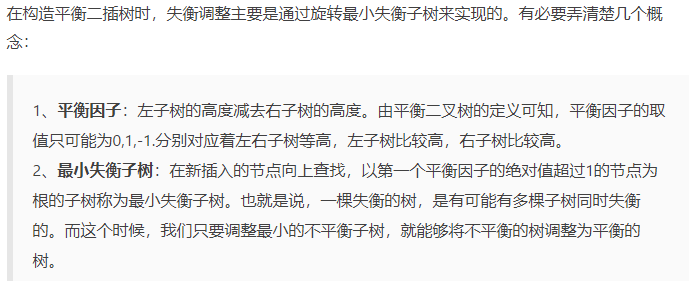 在构造平衡二插树时，失衡调整主要是通过旋转最小失衡子树来实现的。有必要弄清楚几个概
念：
1、平衡因子：左子树的高度减去右子树的高度。由平衡二叉树的定义可知，平衡因子的取
值只可能为0,1,-1.分别对应着左右子树等高，左子树比较高，右子树比较高。
2、最小失衡子树：在新插入的节点向上查找，以第一个平衡因子的绝对值超过1的节点为
根的子树称为最小失衡子树。也就是说，一棵失衡的树，是有可能有多棵子树同时失衡
的。而这个时候，我们只要调整最小的不平衡子树，就能够将不平衡的树调整为平衡的
树。